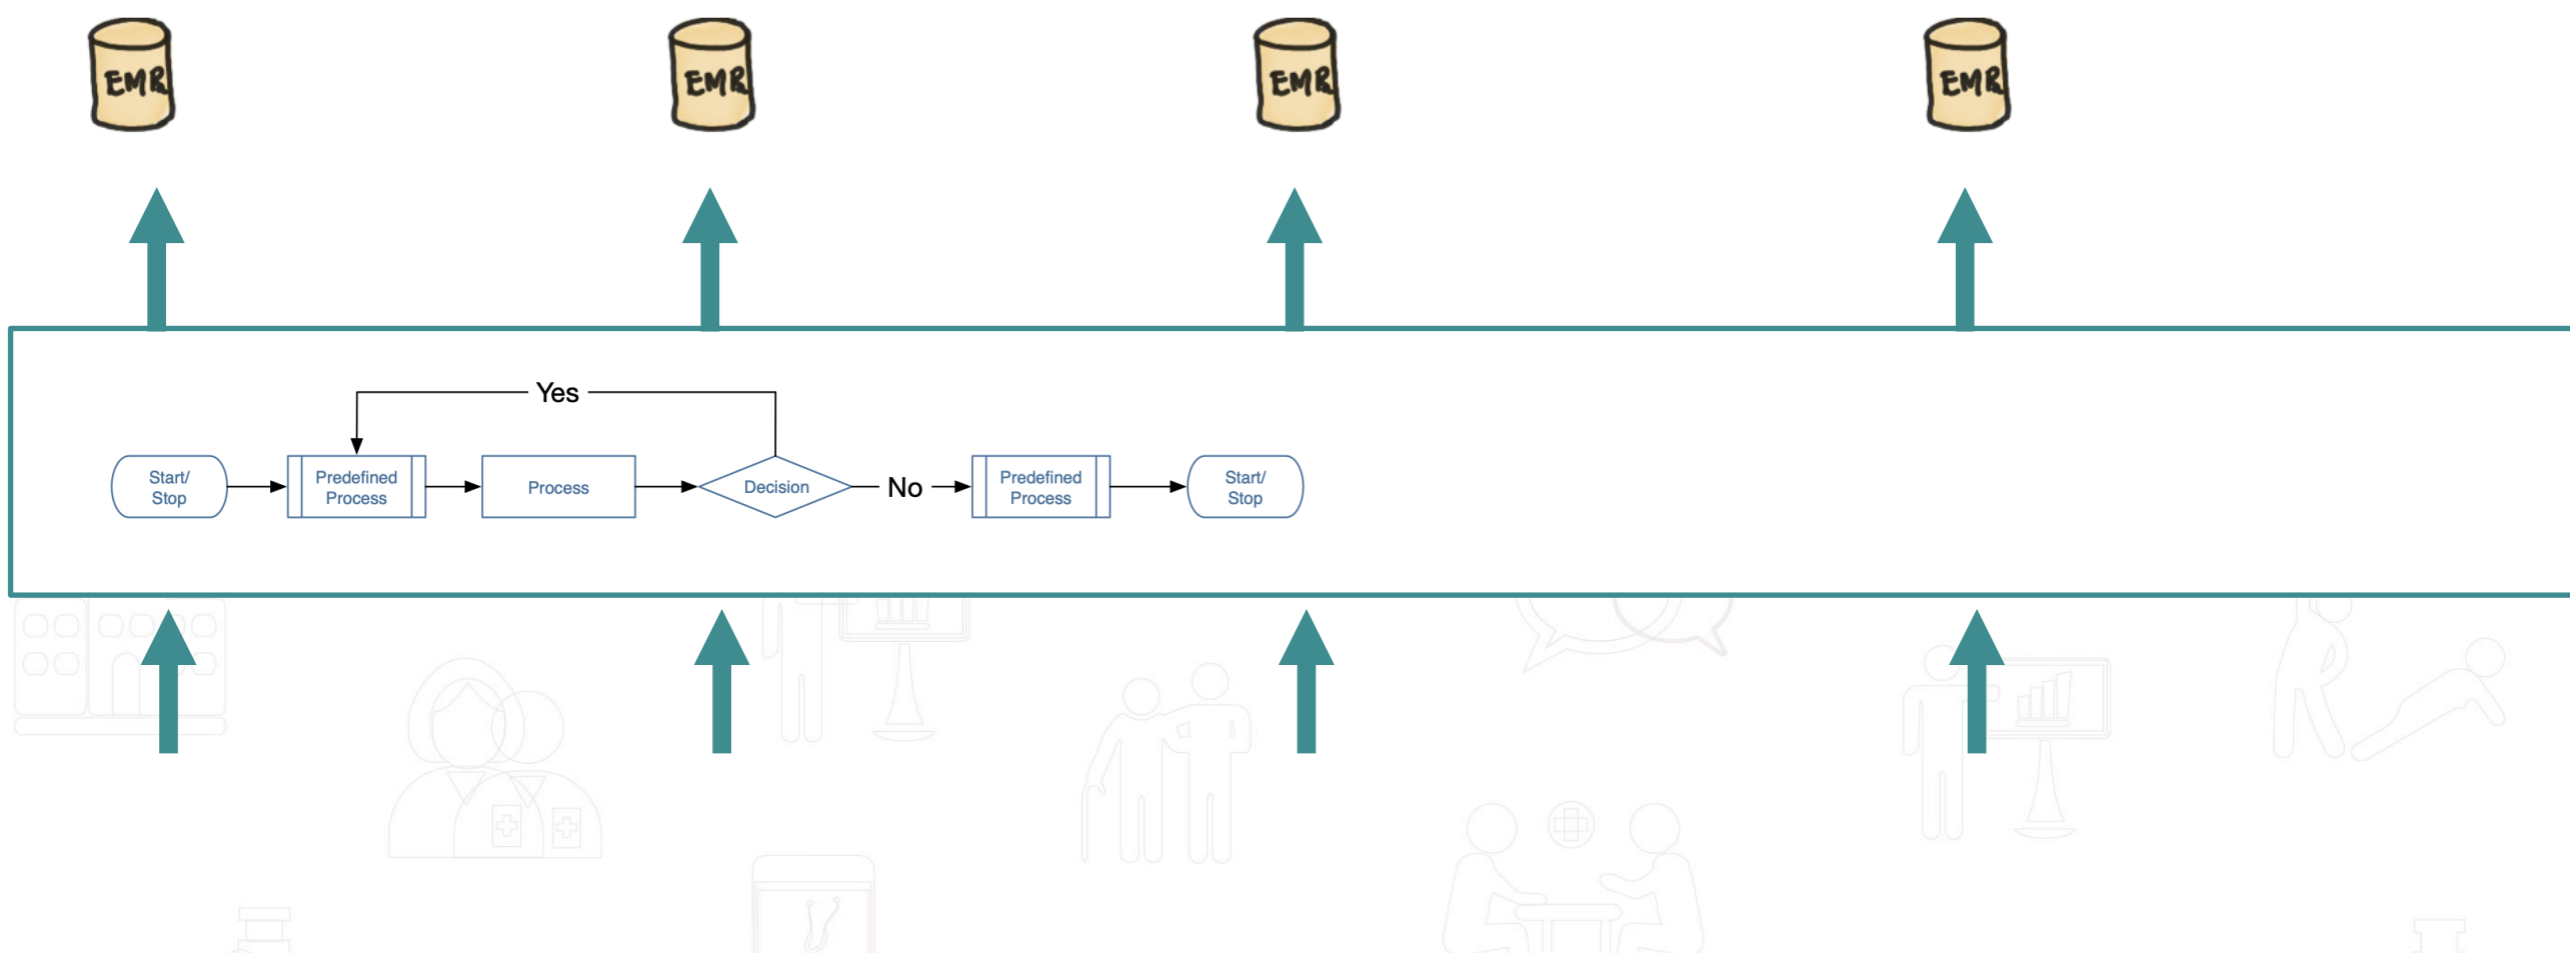 EMR
EMR
EMR
EMR
Yes
Start/
Stop
Predefined
Process
Process
Decision
No
Predefined
Process
Start/
Stop